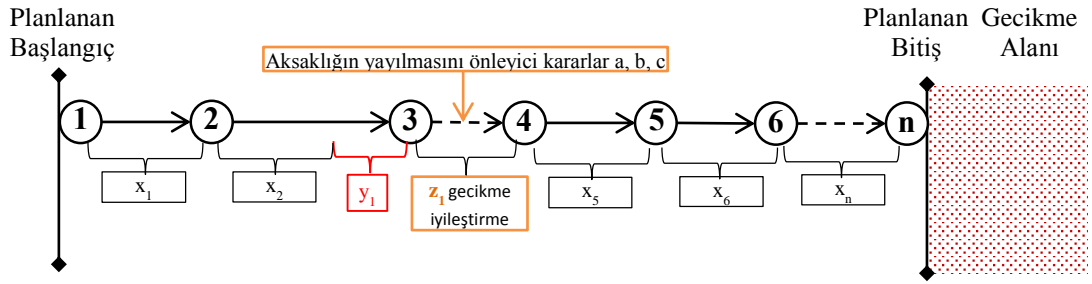 Planlanan
Başlangıç
Planlanan
Bitiş
Gecikme
Alanı
Aksaklığın yayılmasını önleyici kararlar a, b, c
1
2
3
4
5
6
n
x₁
x₂
y₁
z₁ gecikme
iyileştirme
x₅
x₆
xₙ